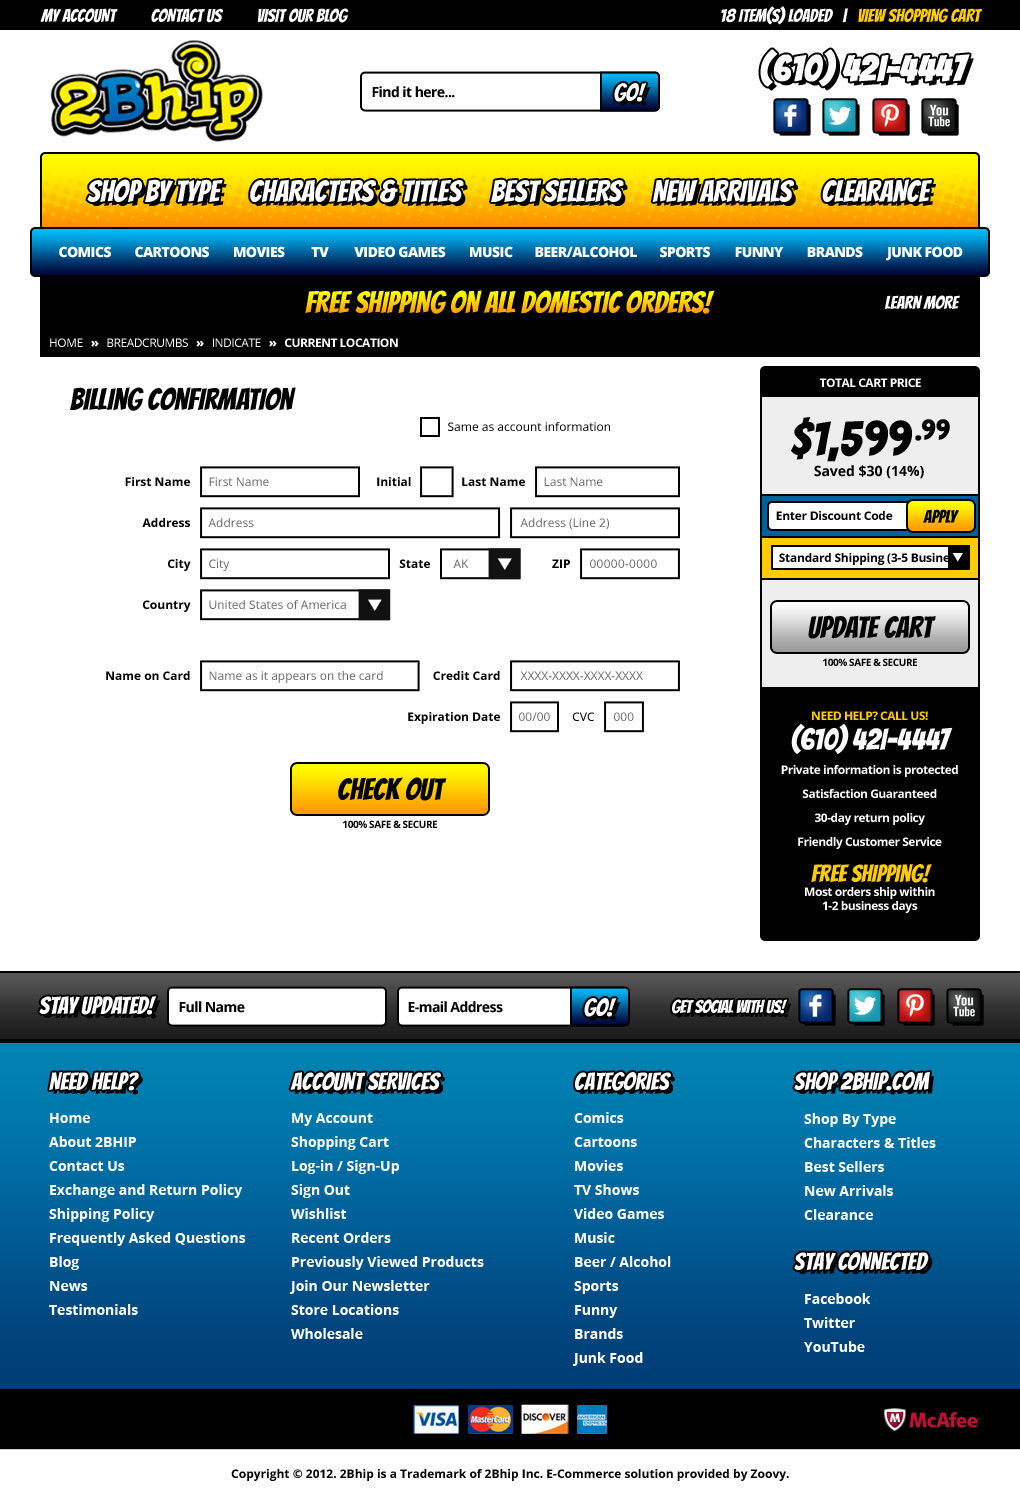 MY ACCOUNT CONTACT US VISIT OUR BLOG 18 ITEM(S) LOADED | VIEW SHOPPING CART
2Bhip
Find it here... GO!
(610) 421-4447
You
Tube
SHOP BY TYPE CHARACTERS & TITLES BEST SELLERS NEW ARRIVALS CLEARANCE
COMICS CARTOONS MOVIES TV VIDEO GAMES MUSIC BEER/ALCOHOL SPORTS FUNNY BRANDS JUNK FOOD
FREE SHIPPING ON ALL DOMESTIC ORDERS! LEARN MORE
HOME » BREADCRUMBS » INDICATE » CURRENT LOCATION
BILLING CONFIRMATION
Same as account information
First Name First Name Initial Last Name Last Name
Address Address Address (Line 2)
City City State AK ZIP 00000-0000
Country United States of America
Name on Card Name as it appears on the card Credit Card XXXX-XXXX-XXXX-XXXX
Expiration Date 00/00 CVC 000
CHECK OUT
100% SAFE & SECURE
TOTAL CART PRICE
$1,599.99
Saved $30 (14%)
Enter Discount Code APPLY
Standard Shipping (3-5 Busine
UPDATE CART
100% SAFE & SECURE
NEED HELP? CALL US!
(610) 421-4447
Private information is protected
Satisfaction Guaranteed
30-day return policy
Friendly Customer Service
FREE SHIPPING!
Most orders ship within
1-2 business days
STAY UPDATED! Full Name E-mail Address GO! GET SOCIAL WITH US!
You
Tube
NEED HELP?
Home
About 2BHIP
Contact Us
Exchange and Return Policy
Shipping Policy
Frequently Asked Questions
Blog
News
Testimonials
ACCOUNT SERVICES
My Account
Shopping Cart
Log-in / Sign-Up
Sign Out
Wishlist
Recent Orders
Previously Viewed Products
Join Our Newsletter
Store Locations
Wholesale
CATEGORIES
Comics
Cartoons
Movies
TV Shows
Video Games
Music
Beer / Alcohol
Sports
Funny
Brands
Junk Food
SHOP 2BHIP.COM
Shop By Type
Characters & Titles
Best Sellers
New Arrivals
Clearance
STAY CONNECTED
Facebook
Twitter
YouTube
VISA MasterCard DISCOVER AMERICAN EXPRESS McAfee
Copyright © 2012. 2Bhip is a Trademark of 2Bhip Inc. E-Commerce solution provided by Zoovy.